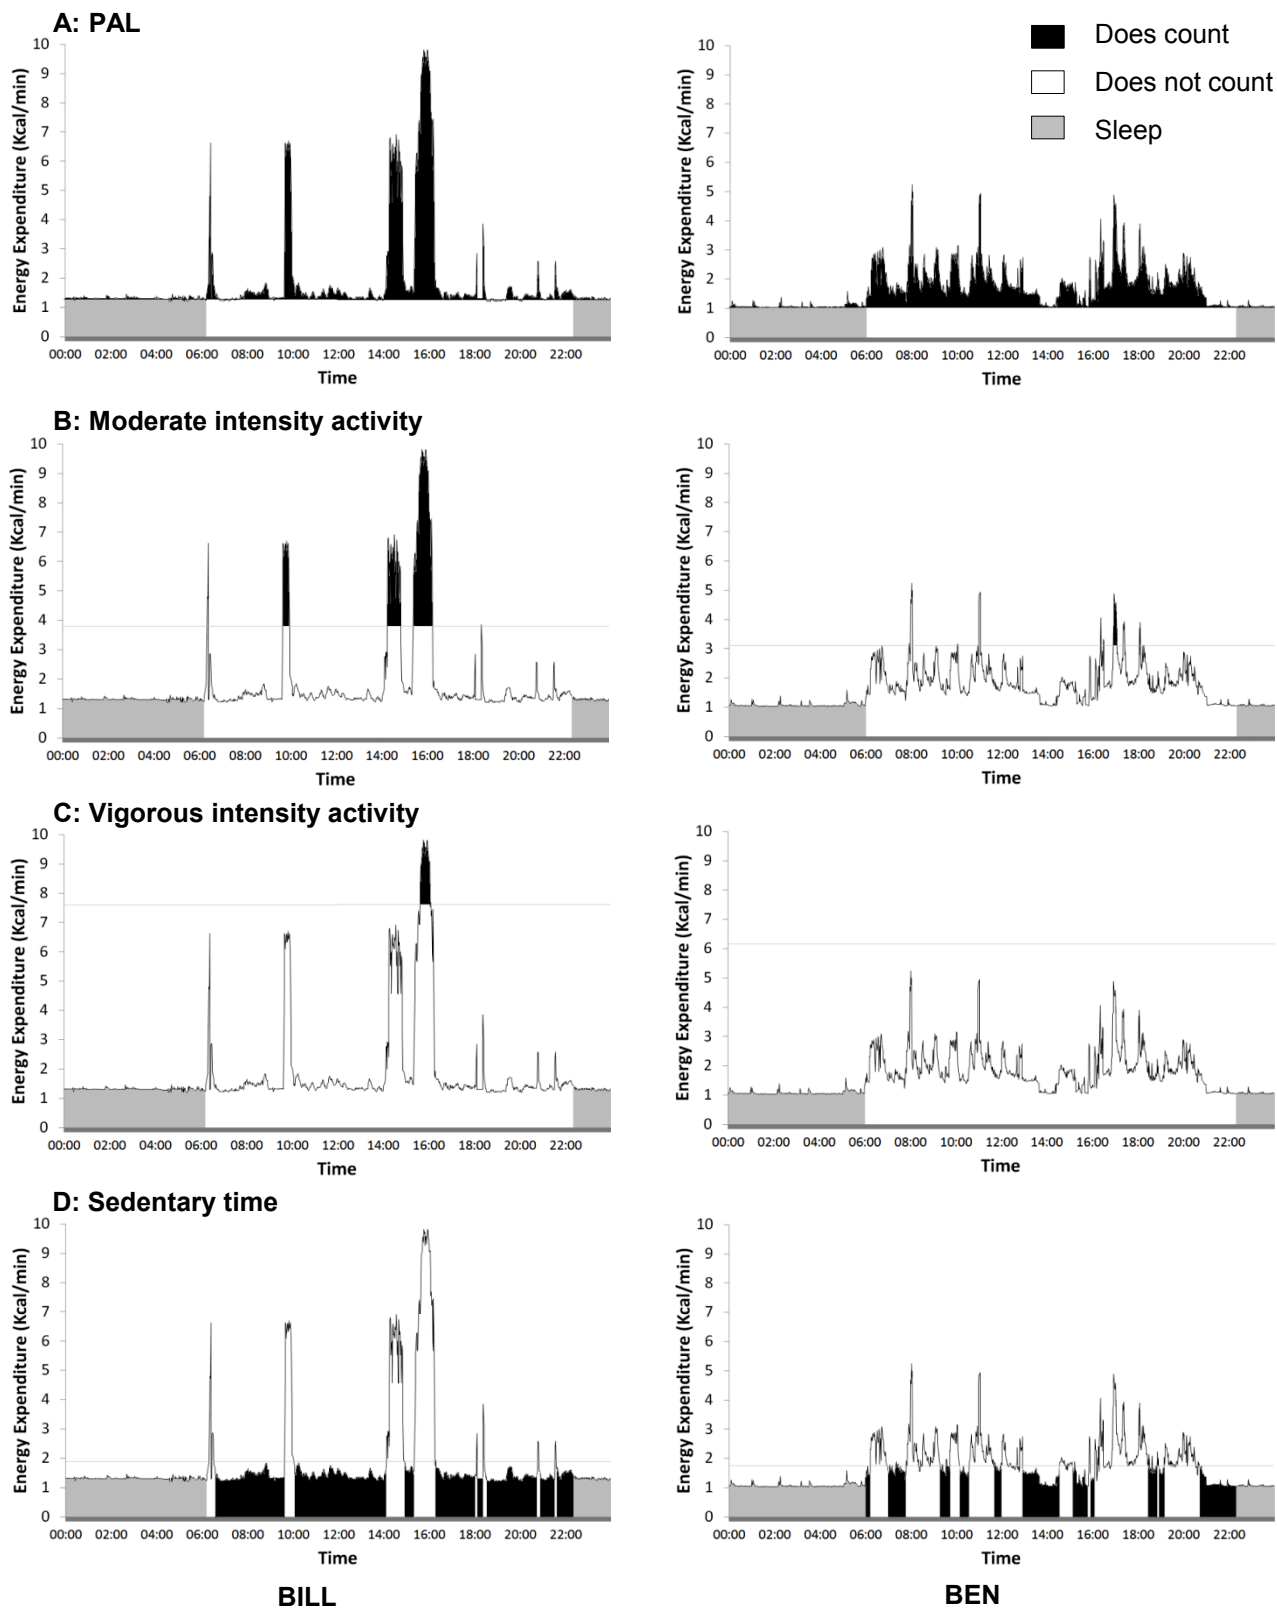 A: PAL
Does count
Does not count
Sleep
Energy Expenditure (Kcal/min)
10
9
8
7
6
5
4
3
2
1
0
00:00 02:00 04:00 06:00 08:00 10:00 12:00 14:00 16:00 18:00 20:00 22:00
Time
Energy Expenditure (Kcal/min)
10
9
8
7
6
5
4
3
2
1
0
00:00 02:00 04:00 06:00 08:00 10:00 12:00 14:00 16:00 18:00 20:00 22:00
Time
B: Moderate intensity activity
Energy Expenditure (Kcal/min)
10
9
8
7
6
5
4
3
2
1
0
00:00 02:00 04:00 06:00 08:00 10:00 12:00 14:00 16:00 18:00 20:00 22:00
Time
Energy Expenditure (Kcal/min)
10
9
8
7
6
5
4
3
2
1
0
00:00 02:00 04:00 06:00 08:00 10:00 12:00 14:00 16:00 18:00 20:00 22:00
Time
C: Vigorous intensity activity
Energy Expenditure (Kcal/min)
10
9
8
7
6
5
4
3
2
1
0
00:00 02:00 04:00 06:00 08:00 10:00 12:00 14:00 16:00 18:00 20:00 22:00
Time
Energy Expenditure (Kcal/min)
10
9
8
7
6
5
4
3
2
1
0
00:00 02:00 04:00 06:00 08:00 10:00 12:00 14:00 16:00 18:00 20:00 22:00
Time
D: Sedentary time
Energy Expenditure (Kcal/min)
10
9
8
7
6
5
4
3
2
1
0
00:00 02:00 04:00 06:00 08:00 10:00 12:00 14:00 16:00 18:00 20:00 22:00
Time
Energy Expenditure (Kcal/min)
10
9
8
7
6
5
4
3
2
1
0
00:00 02:00 04:00 06:00 08:00 10:00 12:00 14:00 16:00 18:00 20:00 22:00
Time
BILL
BEN